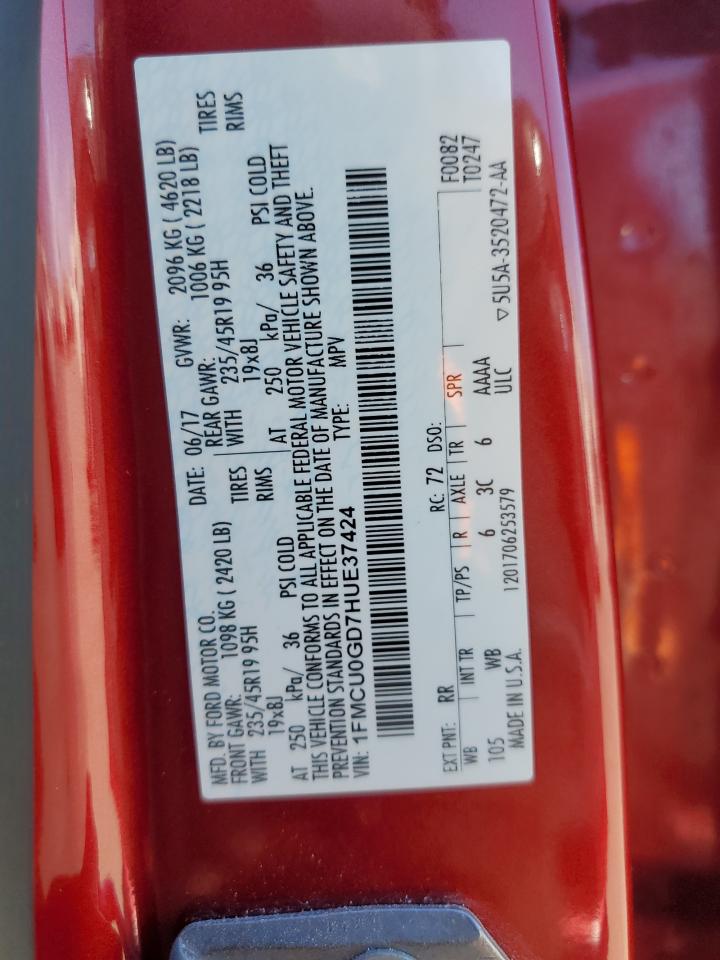 MFD. BY FORD MOTOR CO. DATE: 06/17 GVWR: 2096 KG ( 4620 LB)
FRONT GAWR: 1098 KG ( 2420 LB) REAR GAWR: 1006 KG ( 2218 LB)
WITH 235/45R19 95H TIRES WITH 235/45R19 95H TIRES
19x8J RIMS 19x8J RIMS
AT 250 kPa/ 36 PSI COLD AT 250 kPa/ 36 PSI COLD
THIS VEHICLE CONFORMS TO ALL APPLICABLE FEDERAL MOTOR VEHICLE SAFETY AND THEFT
PREVENTION STANDARDS IN EFFECT ON THE DATE OF MANUFACTURE SHOWN ABOVE.
VIN: 1FMCU0GD7HUE37424 TYPE: MPV
F0082
EXT PNT: RR RC: 72 DSO: T0247
WB INT TR TP/PS R AXLE TR SPR
105 WB 6 3C 6 AAAA
MADE IN U.S.A. 1201706253579 ULC ▽5U5A-3520472-AA